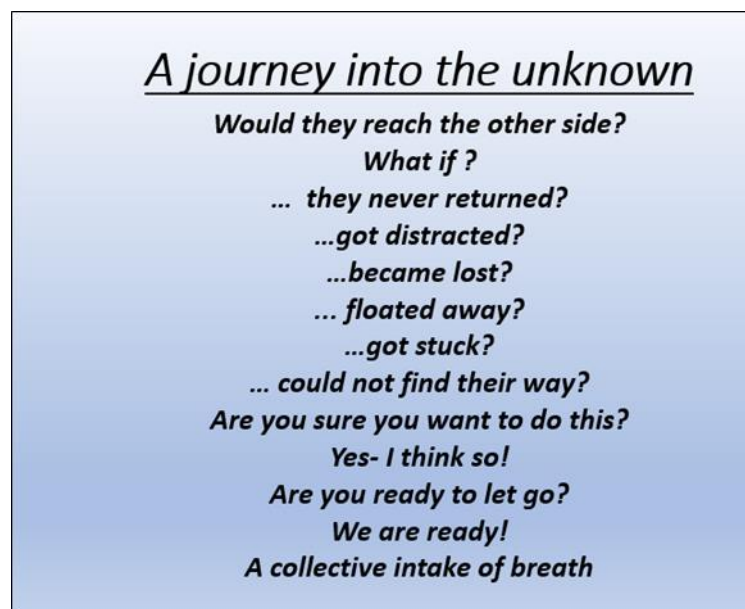 A journey into the unknown
Would they reach the other side?
What if ?
... they never returned?
...got distracted?
...became lost?
... floated away?
...got stuck?
... could not find their way?
Are you sure you want to do this?
Yes- I think so!
Are you ready to let go?
We are ready!
A collective intake of breath